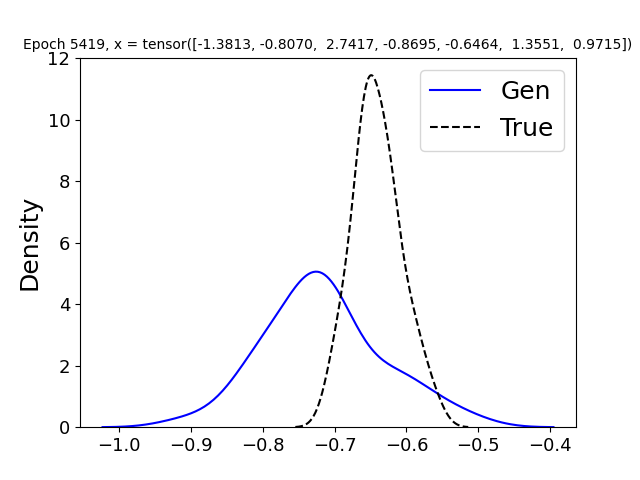 Epoch 5419, x = tensor([-1.3813, -0.8070,  2.7417, -0.8695, -0.6464,  1.3551,  0.9715])
12
10
8
6
4
2
0
Density
Gen
True
−1.0 −0.9 −0.8 −0.7 −0.6 −0.5 −0.4